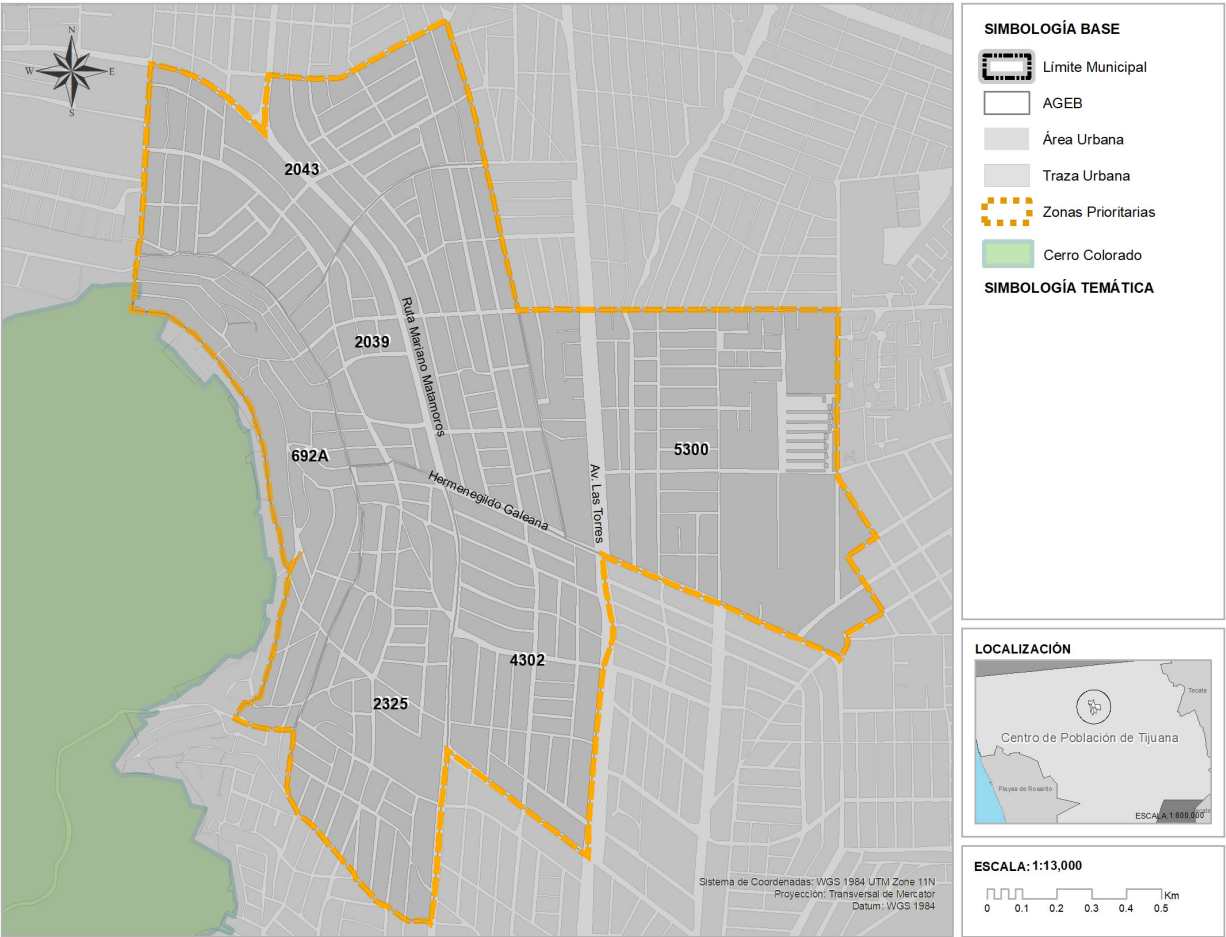 N
W
E
S
2043
2039
Ruta Mariano Matamoros
692A
5300
Hermenegildo Galeana
Av. Las Torres
4302
2325
Sistema de Coordenadas: WGS 1984 UTM Zone 11N
Proyección: Transversal de Mercator
Datum: WGS 1984
SIMBOLOGÍA BASE
Límite Municipal
AGEB
Área Urbana
Traza Urbana
Zonas Prioritarias
Cerro Colorado
SIMBOLOGÍA TEMÁTICA
LOCALIZACIÓN
Tecate
Centro de Población de Tijuana
Playas de Rosarito
ESCALA 1:800,000
ESCALA: 1:13,000
Km
0 0.1 0.2 0.3 0.4 0.5